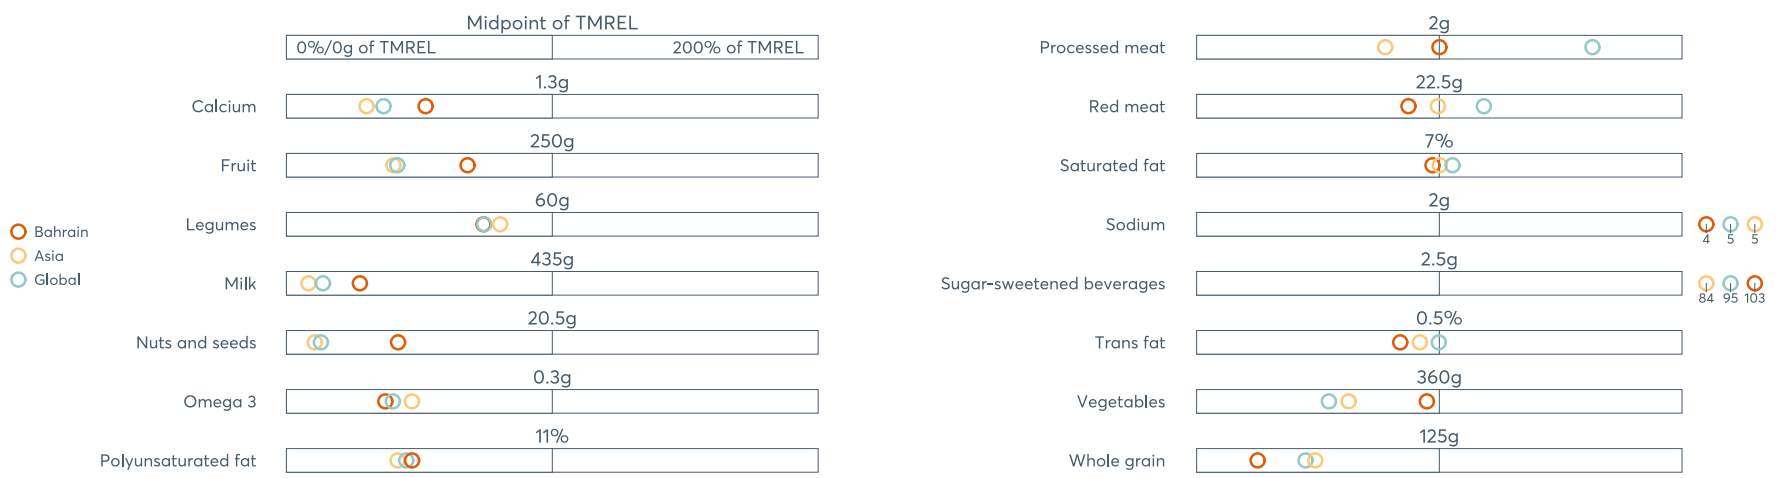 Midpoint of TMREL
0%/0g of TMREL
200% of TMREL
Calcium
1.3g
Fruit
250g
Legumes
60g
Milk
435g
Nuts and seeds
20.5g
Omega 3
0.3g
Polyunsaturated fat
11%
Bahrain
Asia
Global
Processed meat
2g
Red meat
22.5g
Saturated fat
7%
Sodium
2g
4 5 5
Sugar-sweetened beverages
2.5g
84 95 103
Trans fat
0.5%
Vegetables
360g
Whole grain
125g